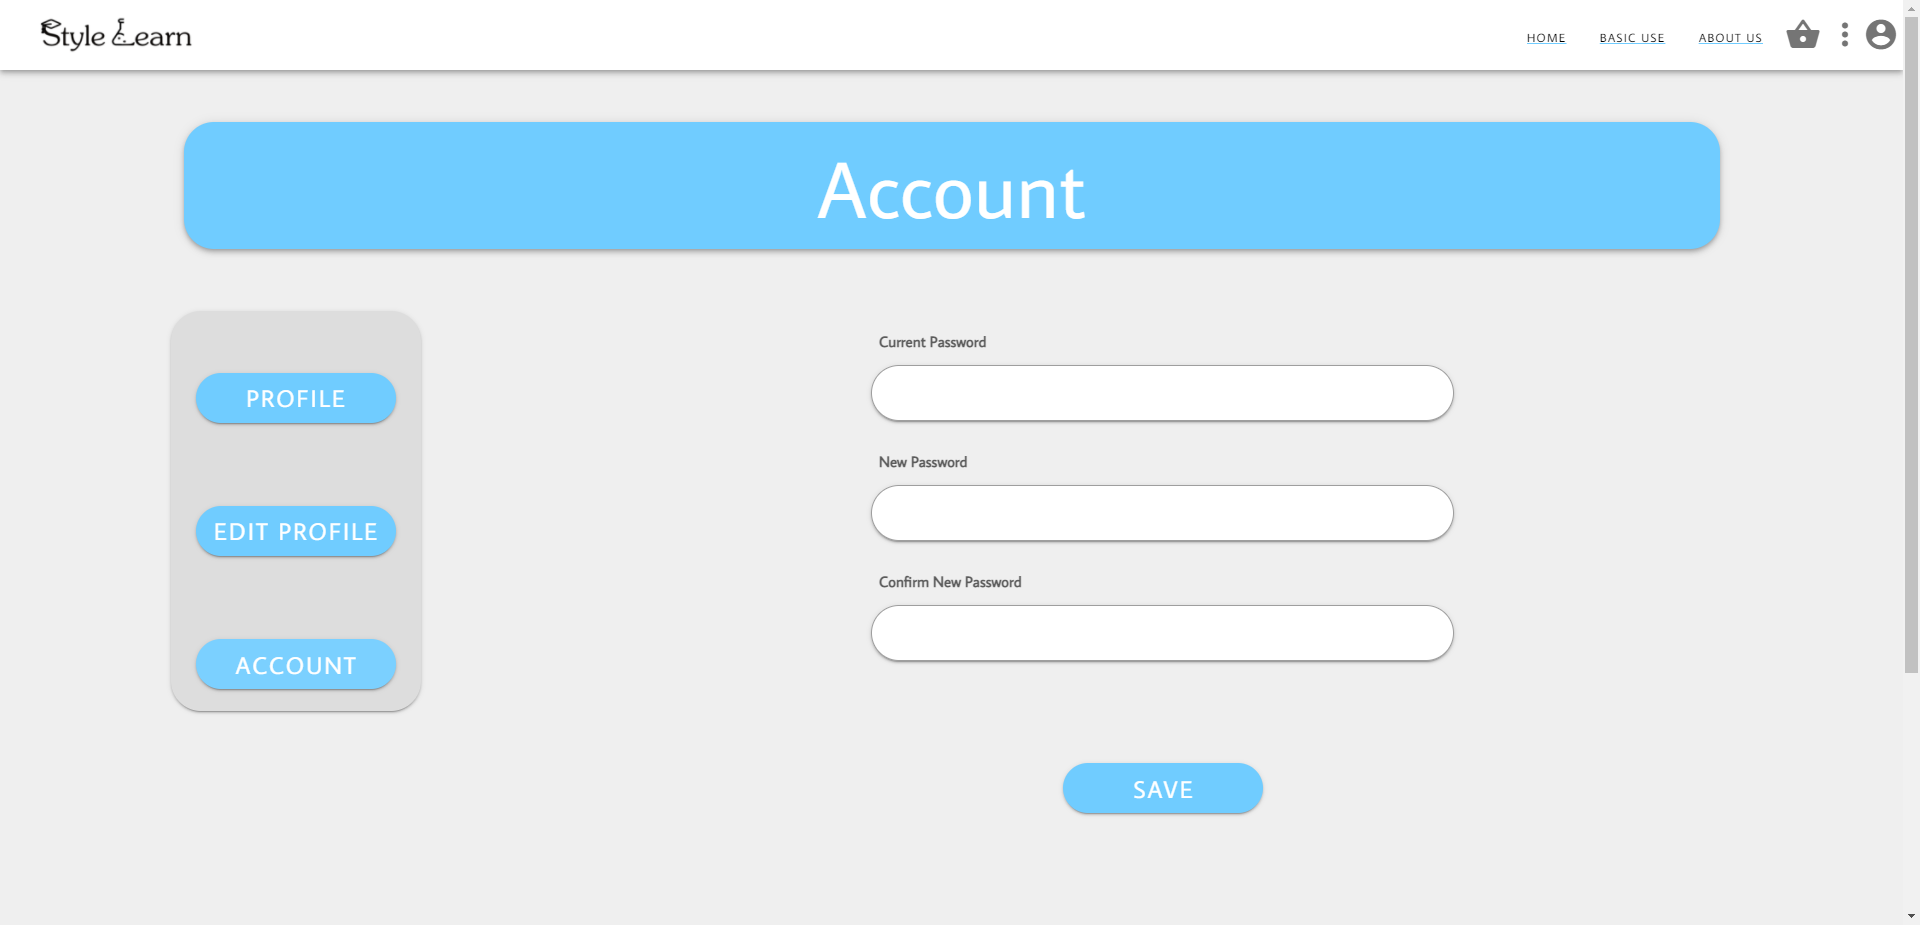 Style Learn
HOME
BASIC USE
ABOUT US
Account
PROFILE
EDIT PROFILE
ACCOUNT
Current Password
New Password
Confirm New Password
SAVE